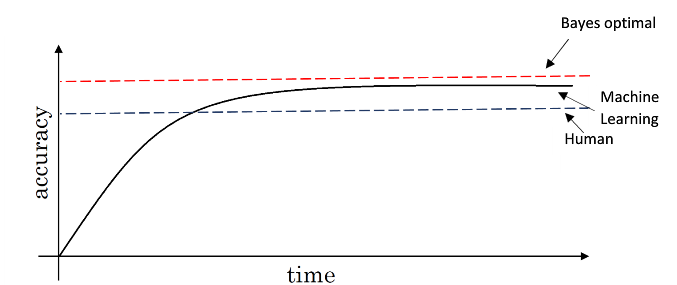 Bayes optimal
Machine
Learning
Human
accuracy
time